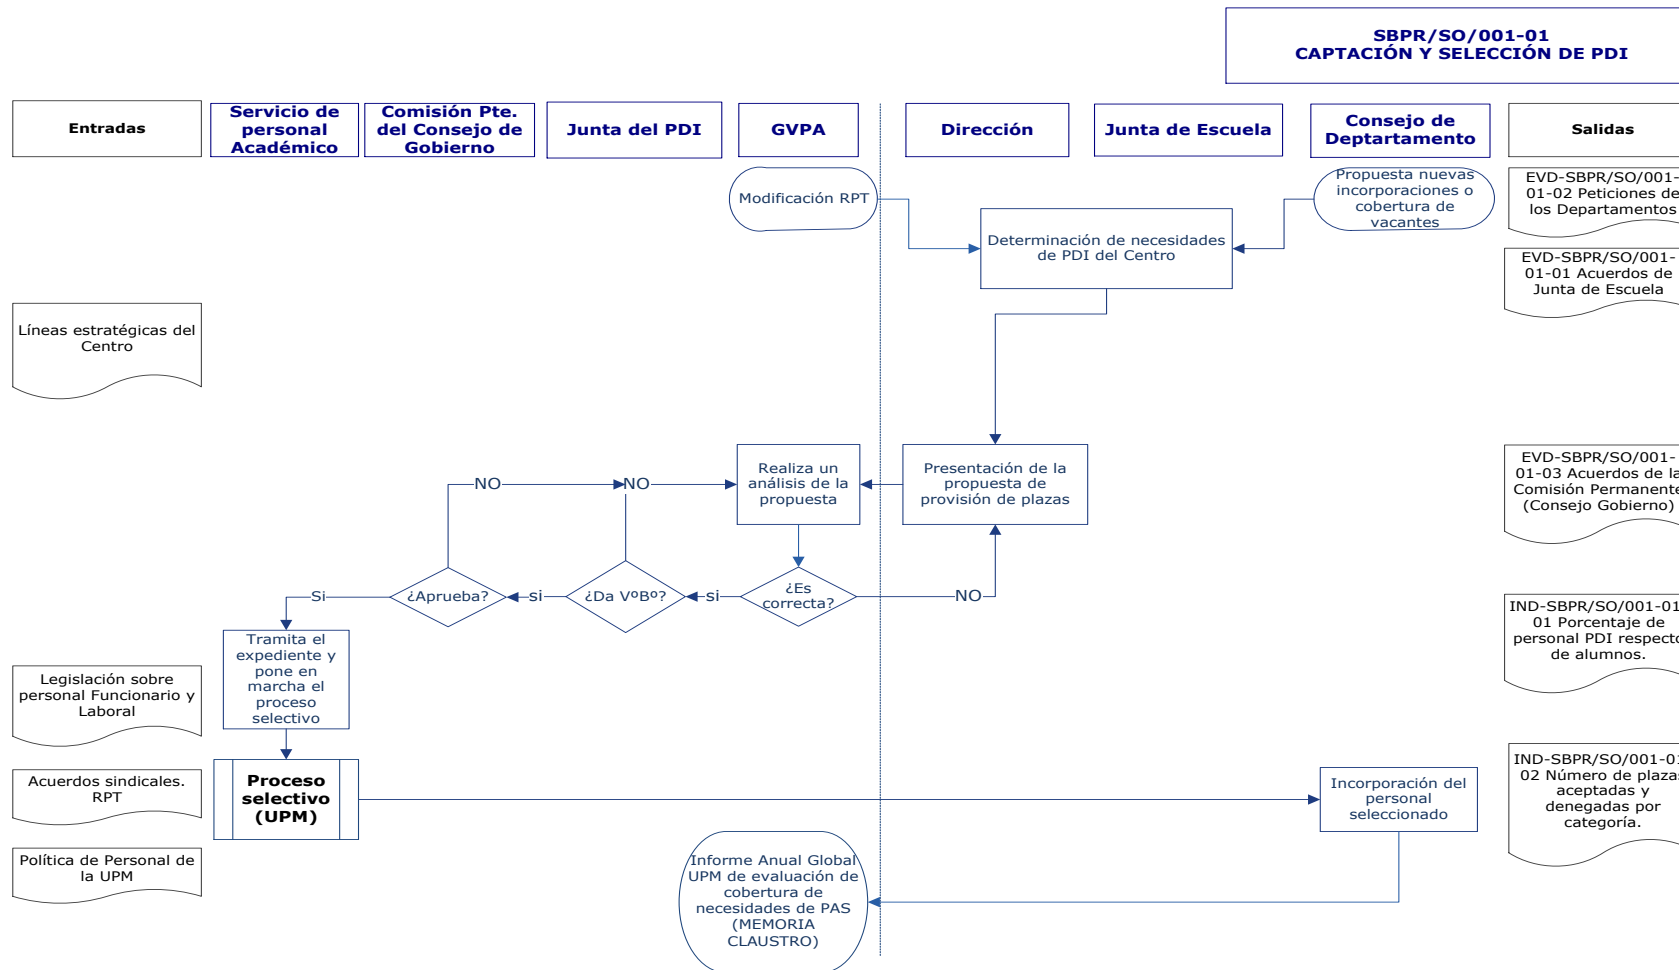 SBPR/SO/001-01
CAPTACIÓN Y SELECCIÓN DE PDI
Entradas
Servicio de
personal
Académico
Comisión Pte.
del Consejo de
Gobierno
Junta del PDI
GVPA
Dirección
Junta de Escuela
Consejo de
Deptartamento
Salidas
Modificación RPT
Propuesta nuevas
incorporaciones o
cobertura de
vacantes
EVD-SBPR/SO/001-
01-02 Peticiones de
los Departamentos
Determinación de necesidades
de PDI del Centro
EVD-SBPR/SO/001-
01-01 Acuerdos de
Junta de Escuela
Líneas estratégicas del
Centro
NO
NO
Realiza un
análisis de la
propuesta
Presentación de la
propuesta de
provisión de plazas
EVD-SBPR/SO/001-
01-03 Acuerdos de la
Comisión Permanente
(Consejo Gobierno)
Si
¿Aprueba?
si
¿Da VºBº?
si
¿Es
correcta?
NO
IND-SBPR/SO/001-01
01 Porcentaje de
personal PDI respecto
de alumnos.
Tramita el
expediente y
pone en
marcha el
proceso
selectivo
Legislación sobre
personal Funcionario y
Laboral
Acuerdos sindicales.
RPT
Proceso
selectivo
(UPM)
Incorporación del
personal
seleccionado
IND-SBPR/SO/001-01
02 Número de plazas
aceptadas y
denegadas por
categoría.
Política de Personal de
la UPM
Informe Anual Global
UPM de evaluación de
cobertura de
necesidades de PAS
(MEMORIA
CLAUSTRO)